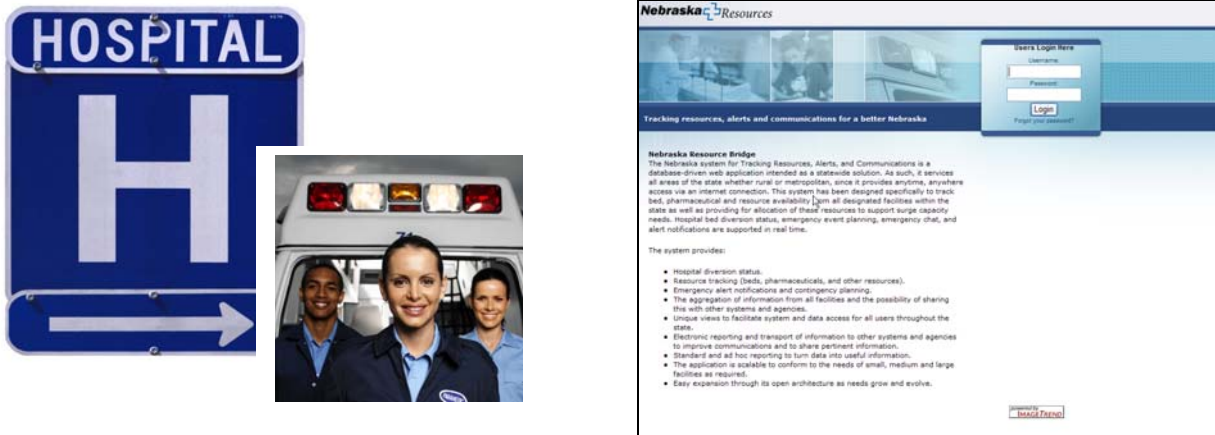 HOSPITAL
H
71
Nebraska Resources
Users Login Here
Username
Password
Login
Forgot your password?
Tracking resources, alerts and communications for a better Nebraska
Nebraska Resource Bridge
The Nebraska system for Tracking Resources, Alerts, and Communications is a
database-driven web application intended as a statewide solution. As such, it services
all areas of the state whether rural or metropolitan, since it provides anytime, anywhere
access via an internet connection. This system has been designed specifically to track
bed, pharmaceutical and resource availability from all designated facilities within the
state as well as providing for allocation of these resources to support surge capacity
needs. Hospital bed diversion status, emergency event planning, emergency chat, and
alert notifications are supported in real time.
The system provides:
Hospital diversion status.
Resource tracking (beds, pharmaceuticals, and other resources).
Emergency alert notifications and contingency planning.
The aggregation of information from all facilities and the possibility of sharing
this with other systems and agencies.
Unique views to facilitate system and data access for all users throughout the
state.
Electronic reporting and transport of information to other systems and agencies
to improve communications and to share pertinent information.
Standard and ad hoc reporting to turn data into useful information.
The application is scalable to conform to the needs of small, medium and large
facilities as required.
Easy expansion through its open architecture as needs grow and evolve.
powered by
IMAGETREND